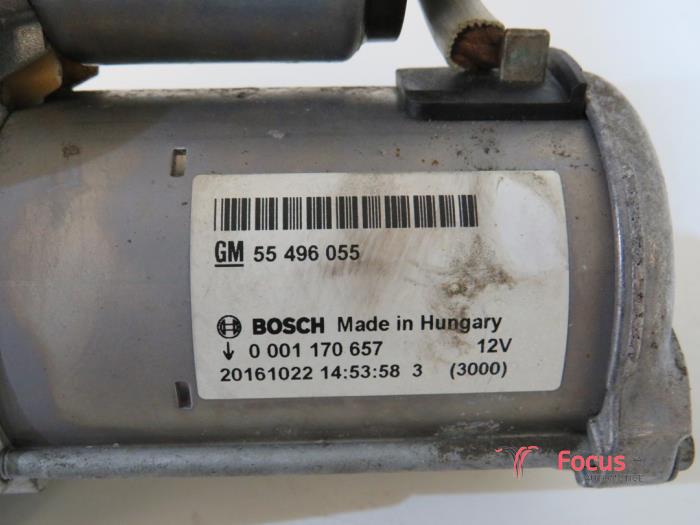 GM 55 496 055
BOSCH Made in Hungary
0 001 170 657 12V
20161022 14:53:58 3 (3000)
Focus
AUTOMOTIVE